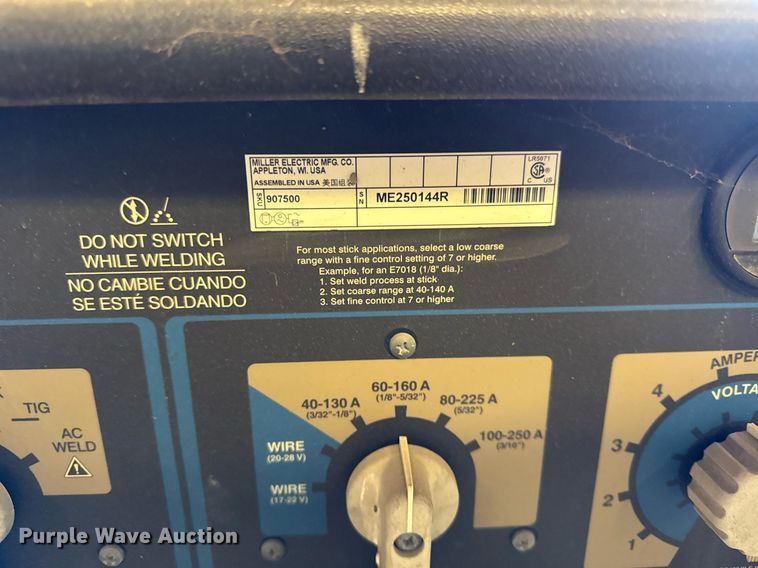 MILLER ELECTRIC MFG. CO.
APPLETON, WI. USA
ASSEMBLED IN USA 美国组装
LR5071
C US
SKU 907500
SN ME250144R
DO NOT SWITCH
WHILE WELDING
NO CAMBIE CUANDO
SE ESTÉ SOLDANDO
For most stick applications, select a low coarse
range with a fine control setting of 7 or higher.
Example, for an E7018 (1/8" dia.):
1. Set weld process at stick
2. Set coarse range at 40-140 A
3. Set fine control at 7 or higher
TIG
AC
WELD
WIRE
(17-22 V)
WIRE
(20-28 V)
40-130 A
(3/32"-1/8")
60-160 A
(1/8"-5/32")
80-225 A
(5/32")
100-250 A
(3/16")
AMPER
VOLTA
4
3
2
1
Purple Wave Auction